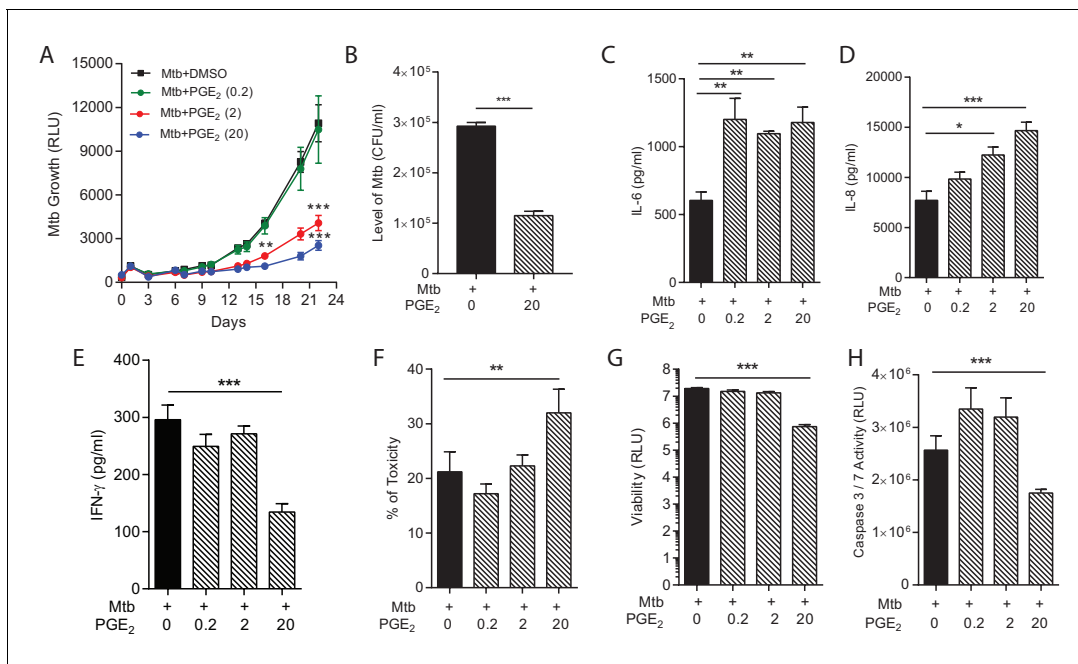 A
Mtb+DMSO
Mtb+PGE₂ (0.2)
Mtb+PGE₂ (2)
Mtb+PGE₂ (20)
15000
12000
9000
6000
3000
0
Mtb Growth (RLU)
**
***
***
0 3 6 9 12 15 18 21 24
Days
B
4×10⁵
3×10⁵
2×10⁵
1×10⁵
0
Level of Mtb (CFU/ml)
***
Mtb + +
PGE₂ 0 20
C
1500
1000
500
0
IL-6 (pg/ml)
**
**
**
Mtb + + + +
PGE₂ 0 0.2 2 20
D
20000
15000
10000
5000
0
IL-8 (pg/ml)
***
*
Mtb + + + +
PGE₂ 0 0.2 2 20
E
400
300
200
100
0
IFN-γ (pg/ml)
***
Mtb + + + +
PGE₂ 0 0.2 2 20
F
40
30
20
10
0
% of Toxicity
**
Mtb + + + +
PGE₂ 0 0.2 2 20
G
8
7
6
5
4
3
2
1
0
Viability (RLU)
***
Mtb + + + +
PGE₂ 0 0.2 2 20
H
4×10⁶
3×10⁶
2×10⁶
1×10⁶
0
Caspase 3 / 7 Activity (RLU)
***
Mtb + + + +
PGE₂ 0 0.2 2 20